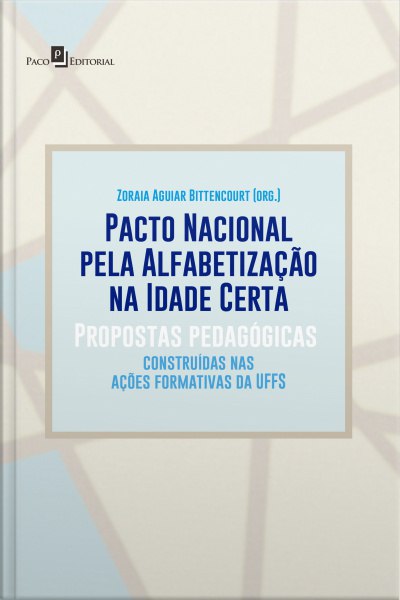 PACO EDITORIAL
ZORAIA AGUIAR BITTENCOURT (ORG.)
PACTO NACIONAL
PELA ALFABETIZAÇÃO
NA IDADE CERTA
PROPOSTAS PEDAGÓGICAS
CONSTRUÍDAS NAS
AÇÕES FORMATIVAS DA UFFS